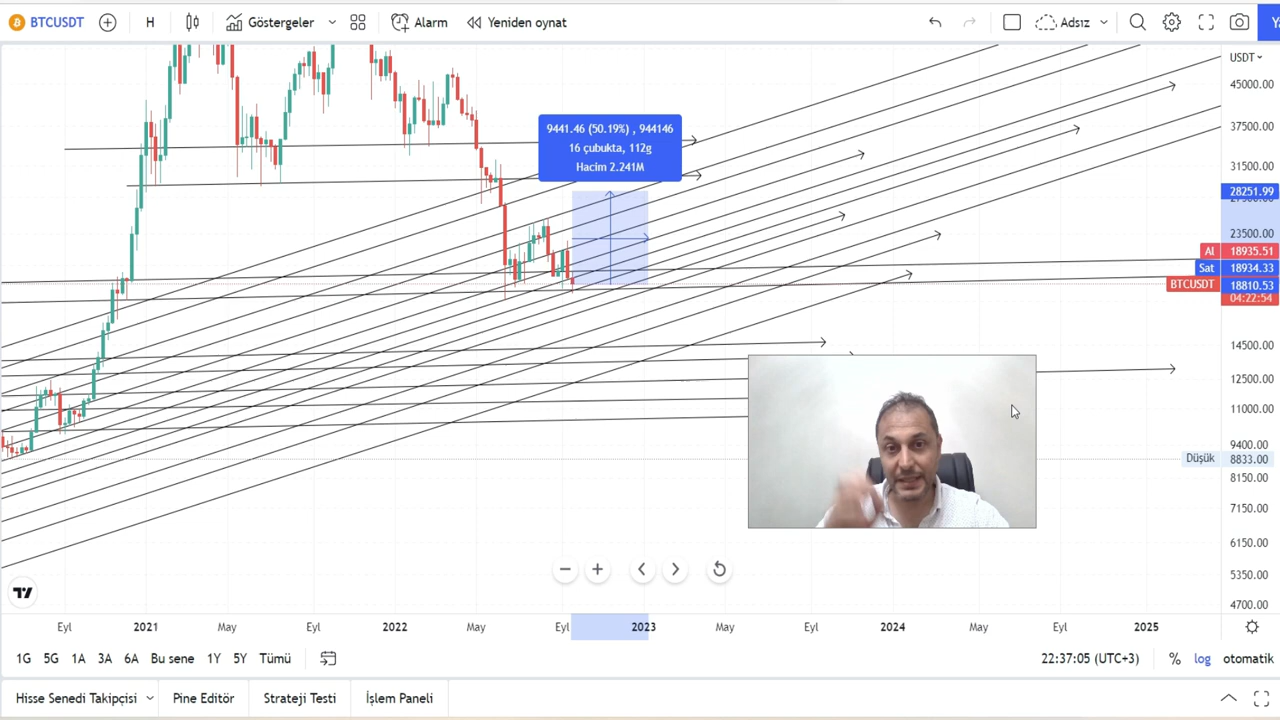 BTCUSDT H Göstergeler Alarm Yeniden oynat Adsız
USDT
45000.00
37500.00
31500.00
28251.99
23500.00
Al 18935.51
Sat 18934.33
BTCUSDT 18810.53
04:22:54
14500.00
12500.00
11000.00
9400.00
Düşük 8833.00
8150.00
7150.00
6150.00
5350.00
4700.00
9441.46 (50.19%) , 944146
16 çubukta, 112g
Hacim 2.241M
Eyl 2021 May Eyl 2022 May Eyl 2023 May Eyl 2024 May Eyl 2025
1G 5G 1A 3A 6A Bu sene 1Y 5Y Tümü 22:37:05 (UTC+3) % log otomatik
Hisse Senedi Takipçisi Pine Editör Strateji Testi İşlem Paneli